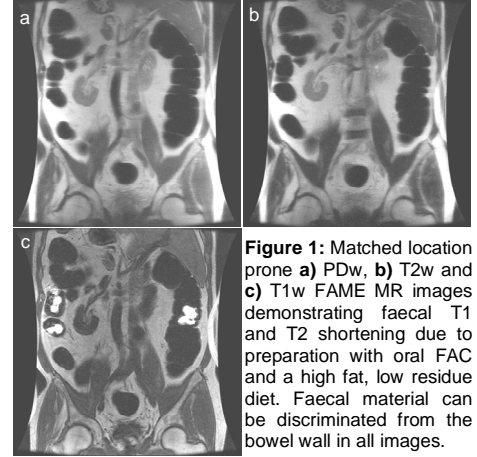 a
b
c
Figure 1: Matched location
prone a) PDw, b) T2w and
c) T1w FAME MR images
demonstrating faecal T1
and T2 shortening due to
preparation with oral FAC
and a high fat, low residue
diet. Faecal material can
be discriminated from the
bowel wall in all images.